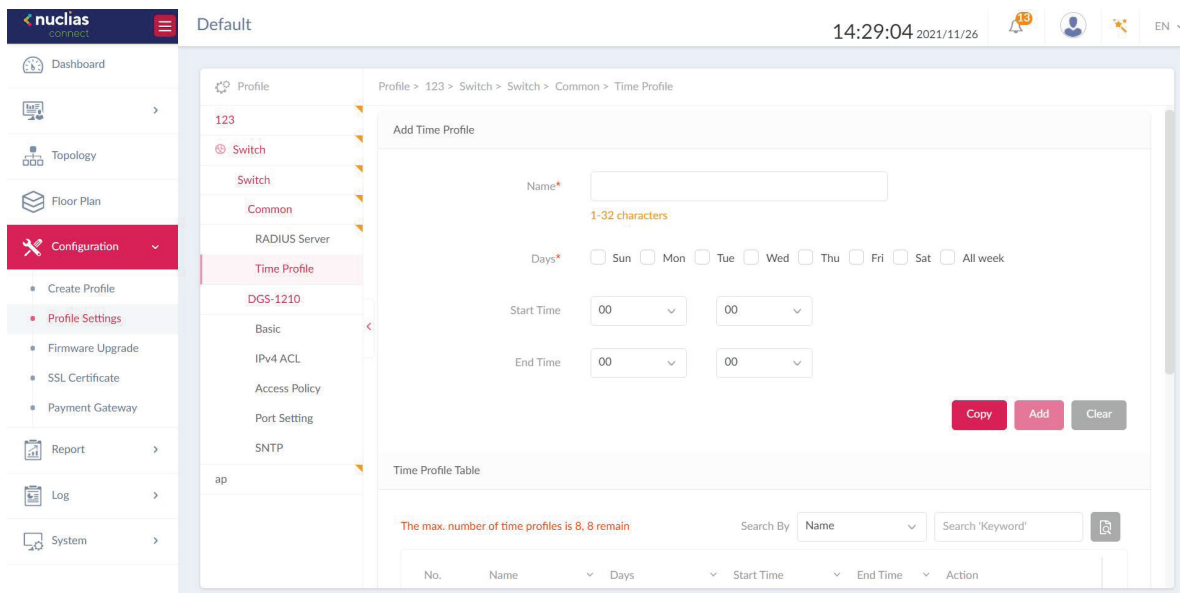 nuclias
connect
Default
14:29:04 2021/11/26
13
EN
Dashboard
Topology
Floor Plan
Configuration
Create Profile
Profile Settings
Firmware Upgrade
SSL Certificate
Payment Gateway
Report
Log
System
Profile
123
Switch
Switch
Common
RADIUS Server
Time Profile
DGS-1210
Basic
IPv4 ACL
Access Policy
Port Setting
SNTP
ap
Profile > 123 > Switch > Switch > Common > Time Profile
Add Time Profile
Name*
1-32 characters
Days* Sun Mon Tue Wed Thu Fri Sat All week
Start Time 00 00
End Time 00 00
Copy Add Clear
Time Profile Table
The max. number of time profiles is 8, 8 remain Search By Name Search 'Keyword'
No. Name Days Start Time End Time Action